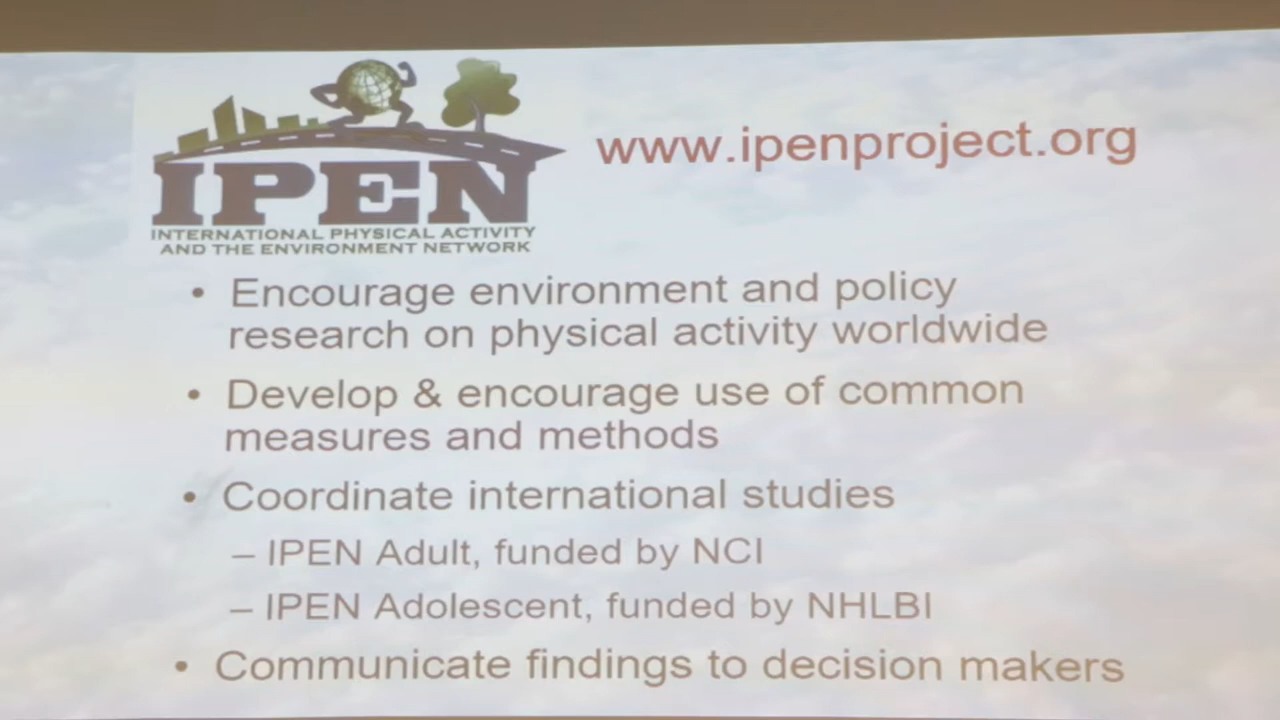 www.ipenproject.org
IPEN
INTERNATIONAL PHYSICAL ACTIVITY
AND THE ENVIRONMENT NETWORK
• Encourage environment and policy
research on physical activity worldwide
• Develop & encourage use of common
measures and methods
• Coordinate international studies
– IPEN Adult, funded by NCI
– IPEN Adolescent, funded by NHLBI
• Communicate findings to decision makers